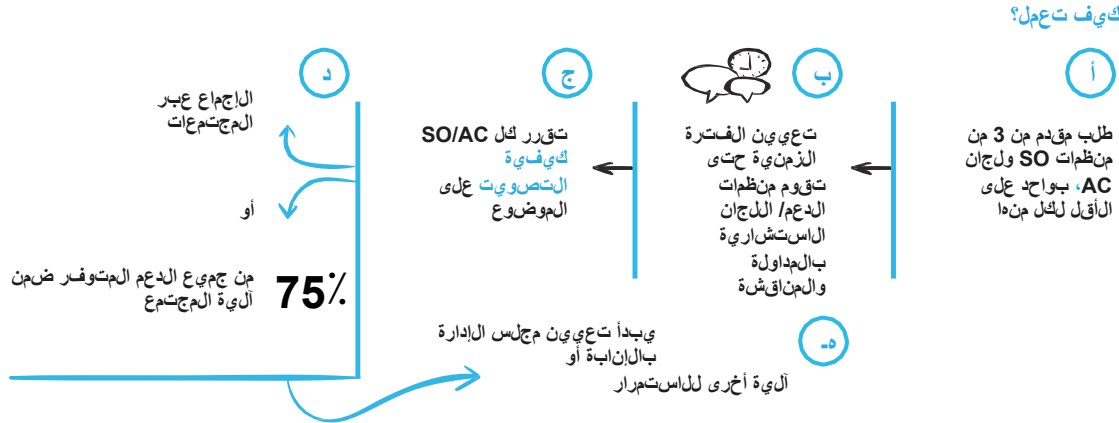 كيف تعمل؟
أ
طلب مقدم من 3 من
منظمات SO ولجان
AC، بواحد على
الأقل لكل منها
ب
تعيين الفترة
الزمنية حتى
تقوم منظمات
الدعم/ اللجان
الاستشارية
بالمداولة
والمناقشة
ج
تقرر كل SO/AC
كيفية
التصويت على
الموضوع
د
الإجماع عبر
المجتمعات
أو
75٪
من جميع الدعم المتوفر ضمن
آلية المجتمع
هـ
يبدأ تعيين مجلس الإدارة
بالإنابة أو
آلية أخرى للاستمرار